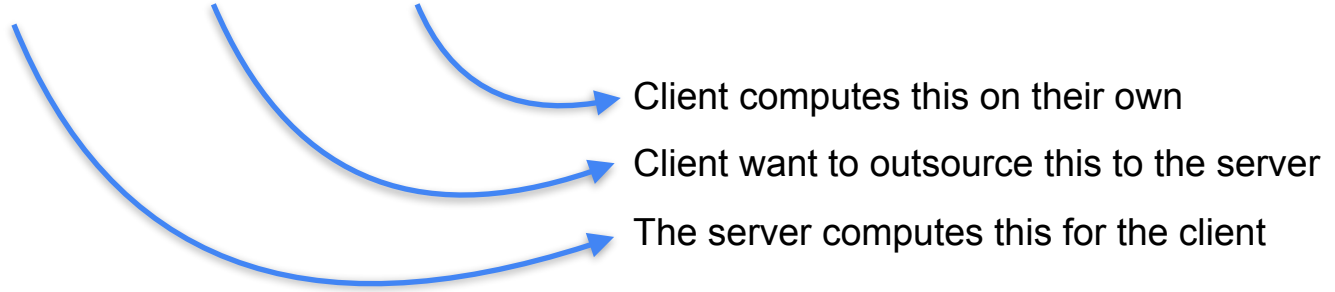 Client computes this on their own
Client want to outsource this to the server
The server computes this for the client